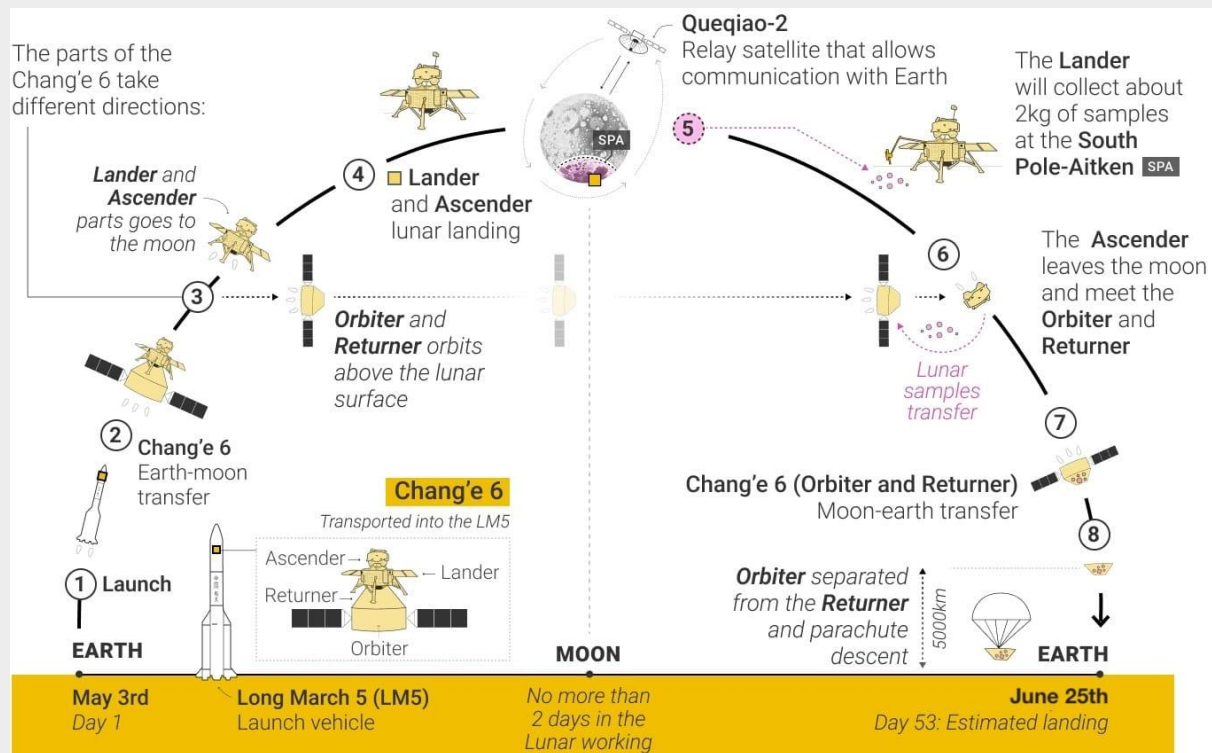 The parts of the
Chang'e 6 take
different directions:
Queqiao-2
Relay satellite that allows
communication with Earth
The Lander
will collect about
2kg of samples
at the South
Pole-Aitken SPA
SPA
5
4
Lander
and Ascender
lunar landing
Lander and
Ascender
parts goes to
the moon
3
Orbiter and
Returner orbits
above the lunar
surface
6
The Ascender
leaves the moon
and meet the
Orbiter and
Returner
Lunar
samples
transfer
2
Chang'e 6
Earth-moon
transfer
7
Chang'e 6 (Orbiter and Returner)
Moon-earth transfer
Chang'e 6
Transported into the LM5
Ascender
Lander
Returner
Orbiter
8
1 Launch
Orbiter separated
from the Returner
and parachute
descent
5000km
EARTH
MOON
EARTH
May 3rd
Day 1
Long March 5 (LM5)
Launch vehicle
No more than
2 days in the
Lunar working
June 25th
Day 53: Estimated landing